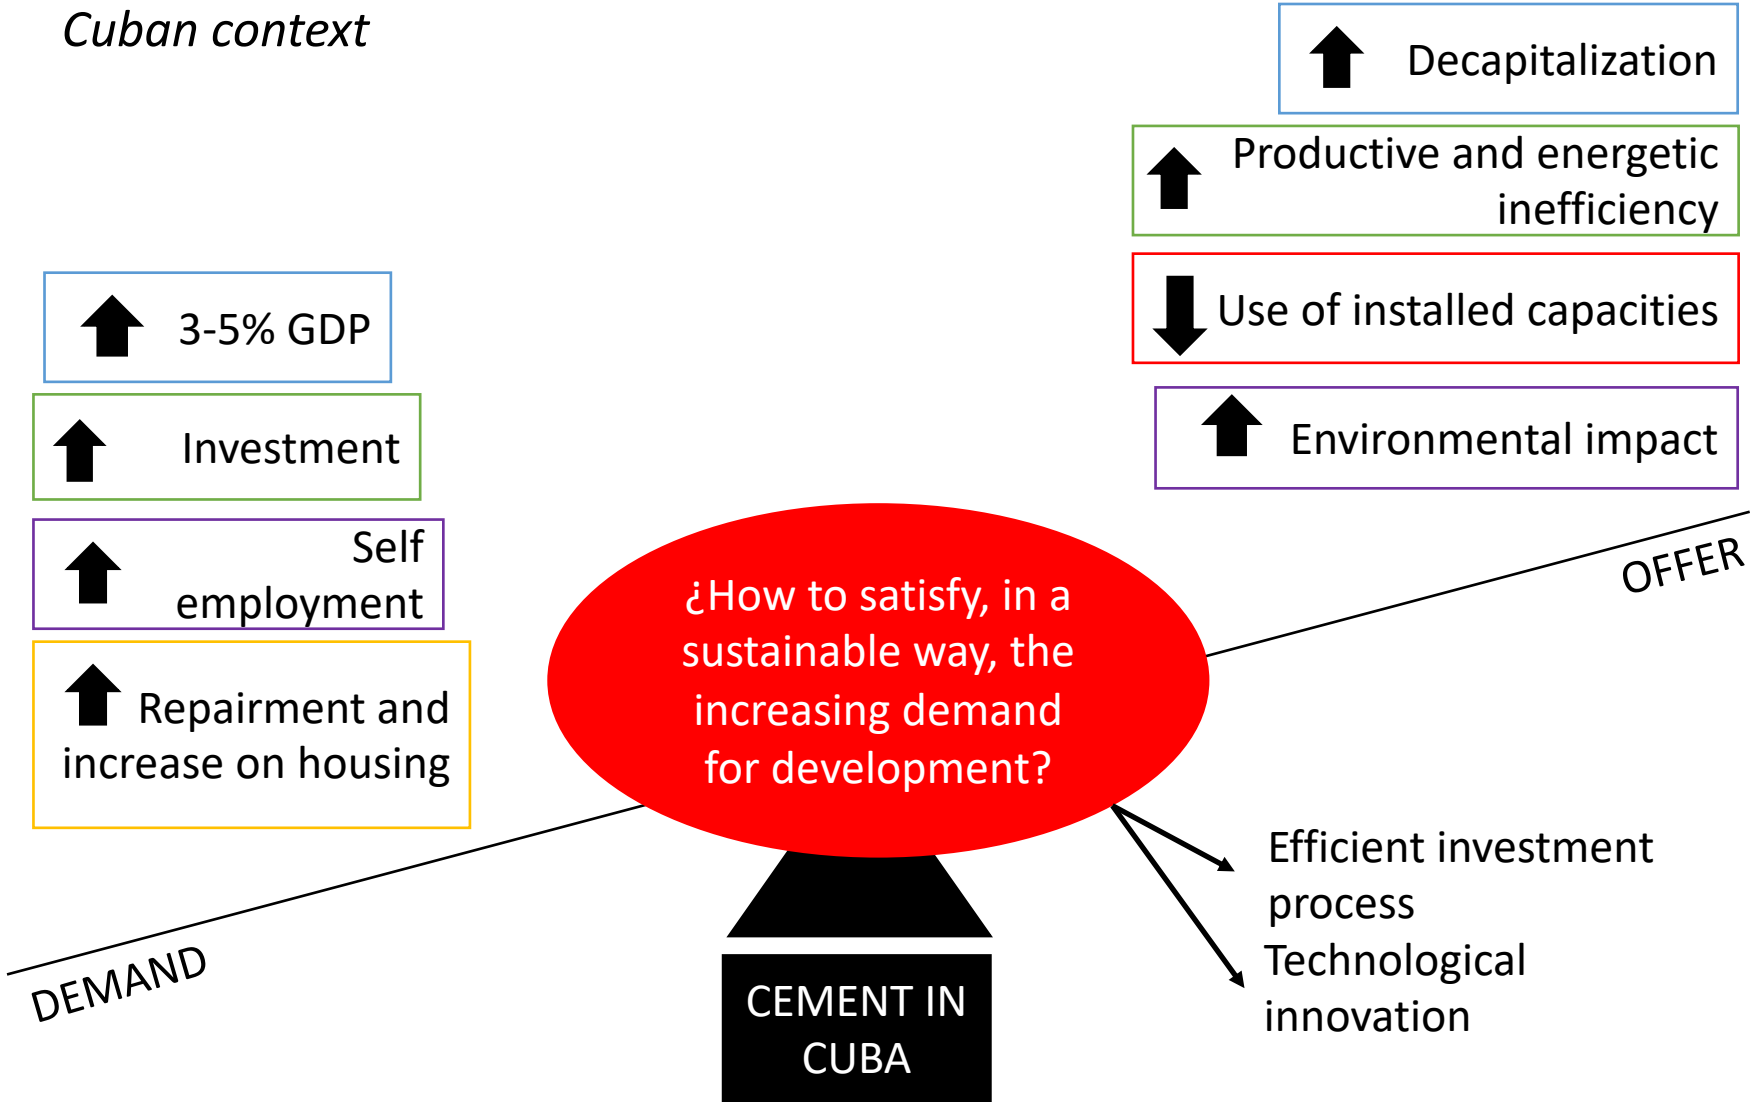 Cuban context
Decapitalization
Productive and energetic
inefficiency
Use of installed capacities
Environmental impact
OFFER
3-5% GDP
Investment
Self
employment
Repairment and
increase on housing
DEMAND
¿How to satisfy, in a
sustainable way, the
increasing demand
for development?
CEMENT IN
CUBA
Efficient investment
process
Technological
innovation